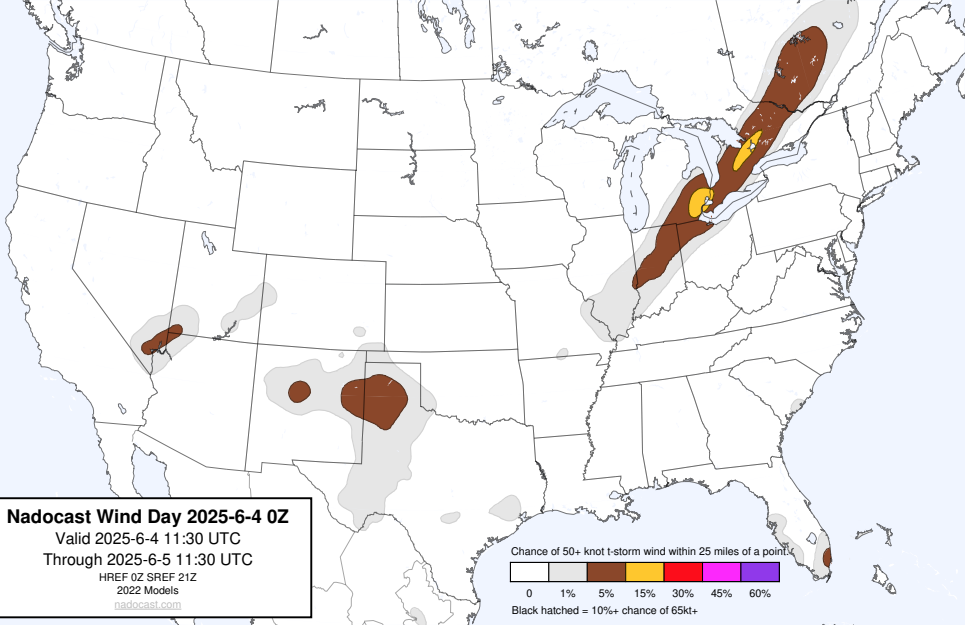 Nadocast Wind Day 2025-6-4 0Z
Valid 2025-6-4 11:30 UTC
Through 2025-6-5 11:30 UTC
HREF 0Z SREF 21Z
2022 Models
nadocast.com
Chance of 50+ knot t-storm wind within 25 miles of a point.
0 1% 5% 15% 30% 45% 60%
Black hatched = 10%+ chance of 65kt+